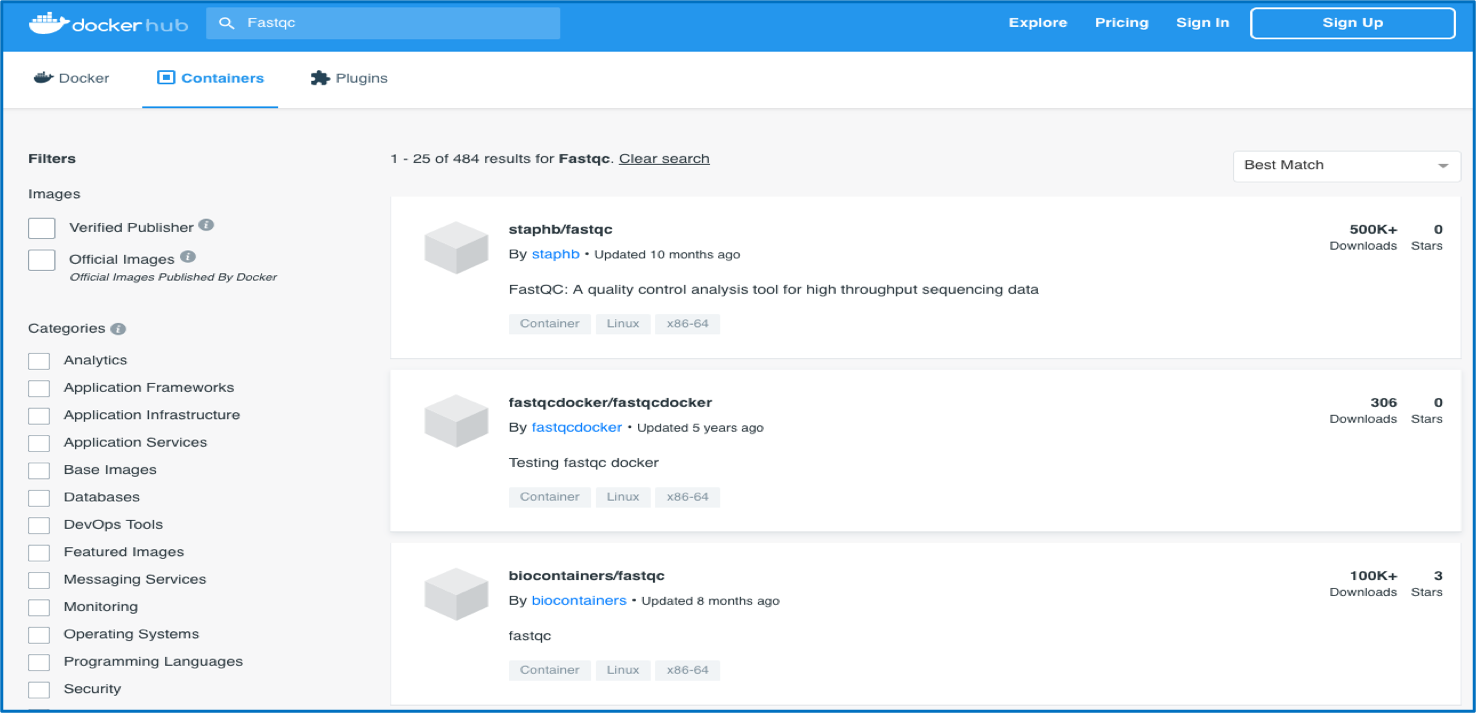 docker hub
Fastqc
Explore Pricing Sign In Sign Up
Docker Containers Plugins
Filters
Images
Verified Publisher i
Official Images i
Official Images Published By Docker
Categories i
Analytics
Application Frameworks
Application Infrastructure
Application Services
Base Images
Databases
DevOps Tools
Featured Images
Messaging Services
Monitoring
Operating Systems
Programming Languages
Security
1 - 25 of 484 results for Fastqc. Clear search
Best Match
staphb/fastqc
By staphb • Updated 10 months ago
FastQC: A quality control analysis tool for high throughput sequencing data
Container Linux x86-64
500K+ 0
Downloads Stars
fastqcdocker/fastqcdocker
By fastqcdocker • Updated 5 years ago
Testing fastqc docker
Container Linux x86-64
306 0
Downloads Stars
biocontainers/fastqc
By biocontainers • Updated 8 months ago
fastqc
Container Linux x86-64
100K+ 3
Downloads Stars